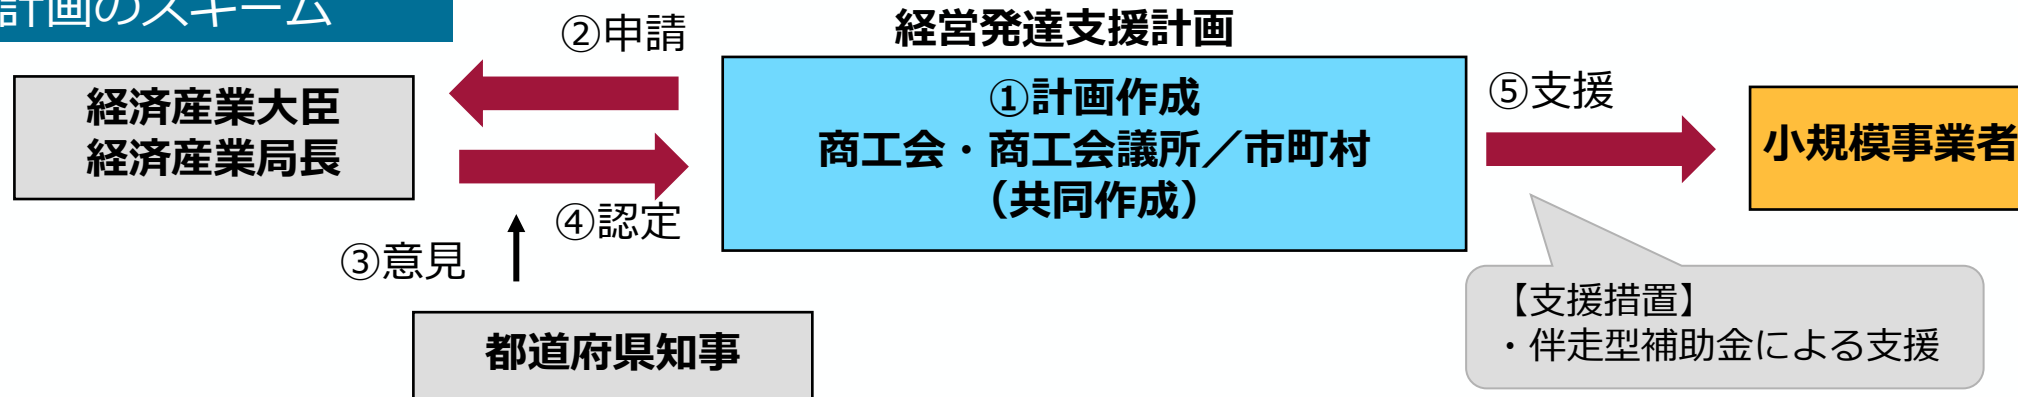 計画のスキーム
経営発達支援計画
②申請
経済産業大臣
経済産業局長
①計画作成
商工会・商工会議所／市町村
（共同作成）
⑤支援
小規模事業者
④認定
③意見
都道府県知事
【支援措置】
・伴走型補助金による支援